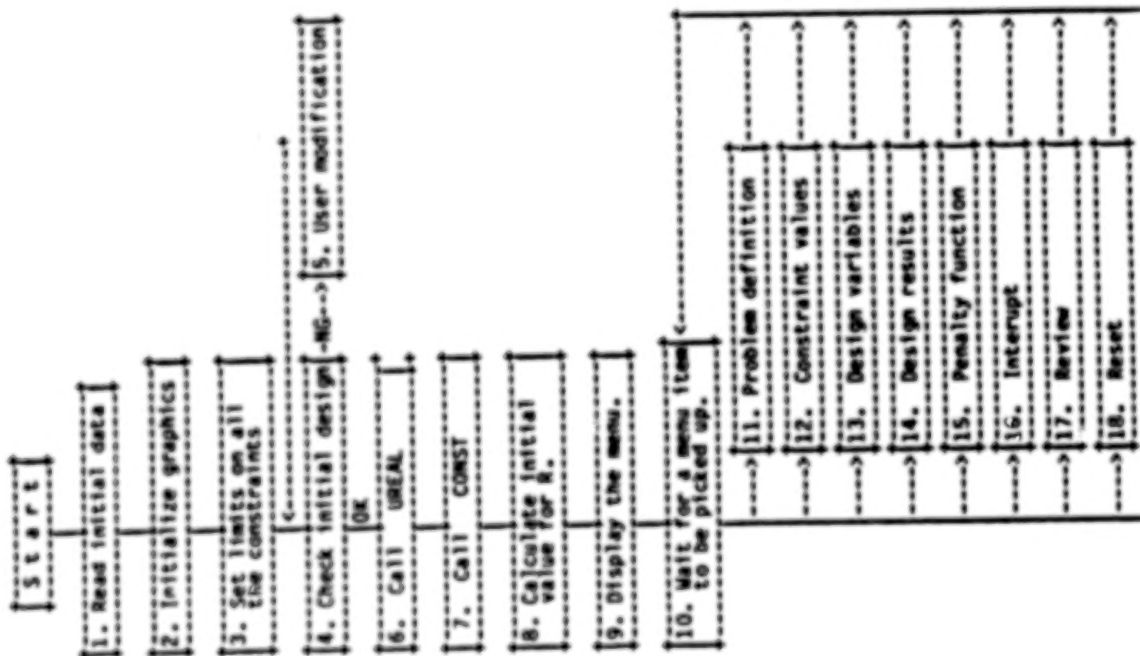 S t a r t
1. Read initial data
2. Initialize graphics
3. Set limits on all
the constraints
4. Check initial design -NG--> 5. User modification
OK
6. Call UREAL
7. Call CONST
8. Calculate initial
value for R.
9. Display the menu.
10. Wait for a menu item
to be picked up.
11. Problem definition
12. Constraint values
13. Design variables
14. Design results
15. Penalty function
16. Interupt
17. Review
18. Reset